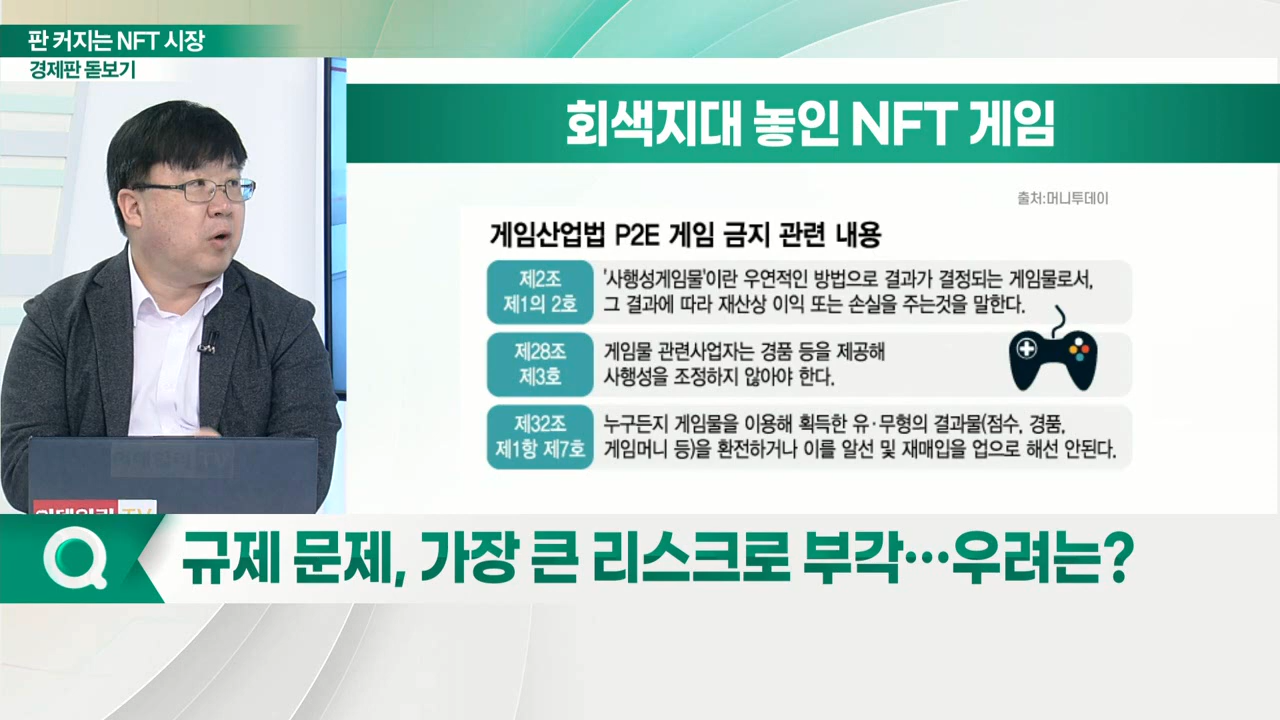 판 커지는 NFT 시장
경제판 돋보기
회색지대 놓인 NFT 게임
출처:머니투데이
게임산업법 P2E 게임 금지 관련 내용
제2조
제1의 2호
'사행성게임물'이란 우연적인 방법으로 결과가 결정되는 게임물로서,
그 결과에 따라 재산상 이익 또는 손실을 주는것을 말한다.
제28조
제3호
게임물 관련사업자는 경품 등을 제공해
사행성을 조정하지 않아야 한다.
제32조
제1항 제7호
누구든지 게임물을 이용해 획득한 유·무형의 결과물(점수, 경품,
게임머니 등)을 환전하거나 이를 알선 및 재매입을 업으로 해선 안된다.
이데일리 TV
규제 문제, 가장 큰 리스크로 부각…우려는?